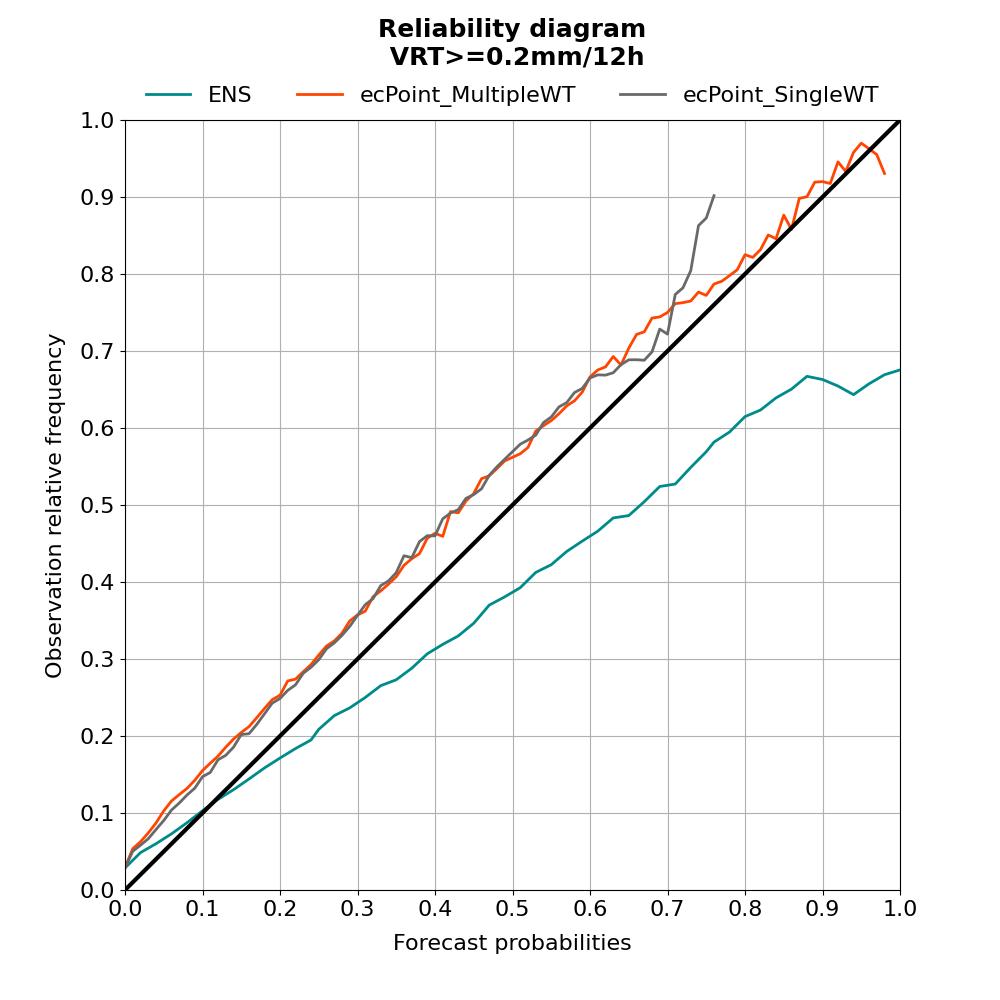 Reliability diagram
VRT>=0.2mm/12h
ENS ecPoint_MultipleWT ecPoint_SingleWT
1.0
0.9
0.8
0.7
0.6
0.5
0.4
0.3
0.2
0.1
0.0
Observation relative frequency
0.0 0.1 0.2 0.3 0.4 0.5 0.6 0.7 0.8 0.9 1.0
Forecast probabilities